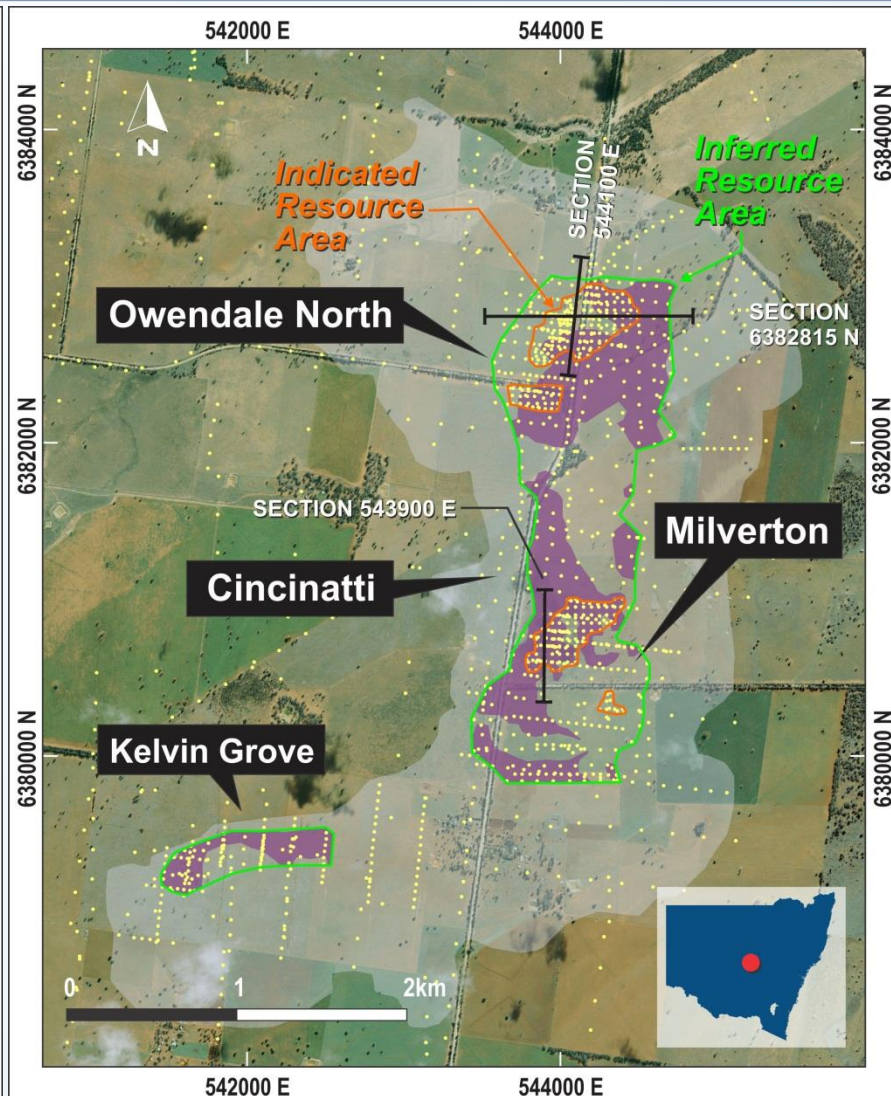 542000 E
544000 E
6384000 N
6384000 N
N
Indicated
Resource
Area
SECTION
544100 E
Inferred
Resource
Area
Owendale North
SECTION
6382815 N
6382000 N
6382000 N
SECTION 543900 E
Milverton
Cincinatti
Kelvin Grove
6380000 N
6380000 N
0
1
2km
542000 E
544000 E